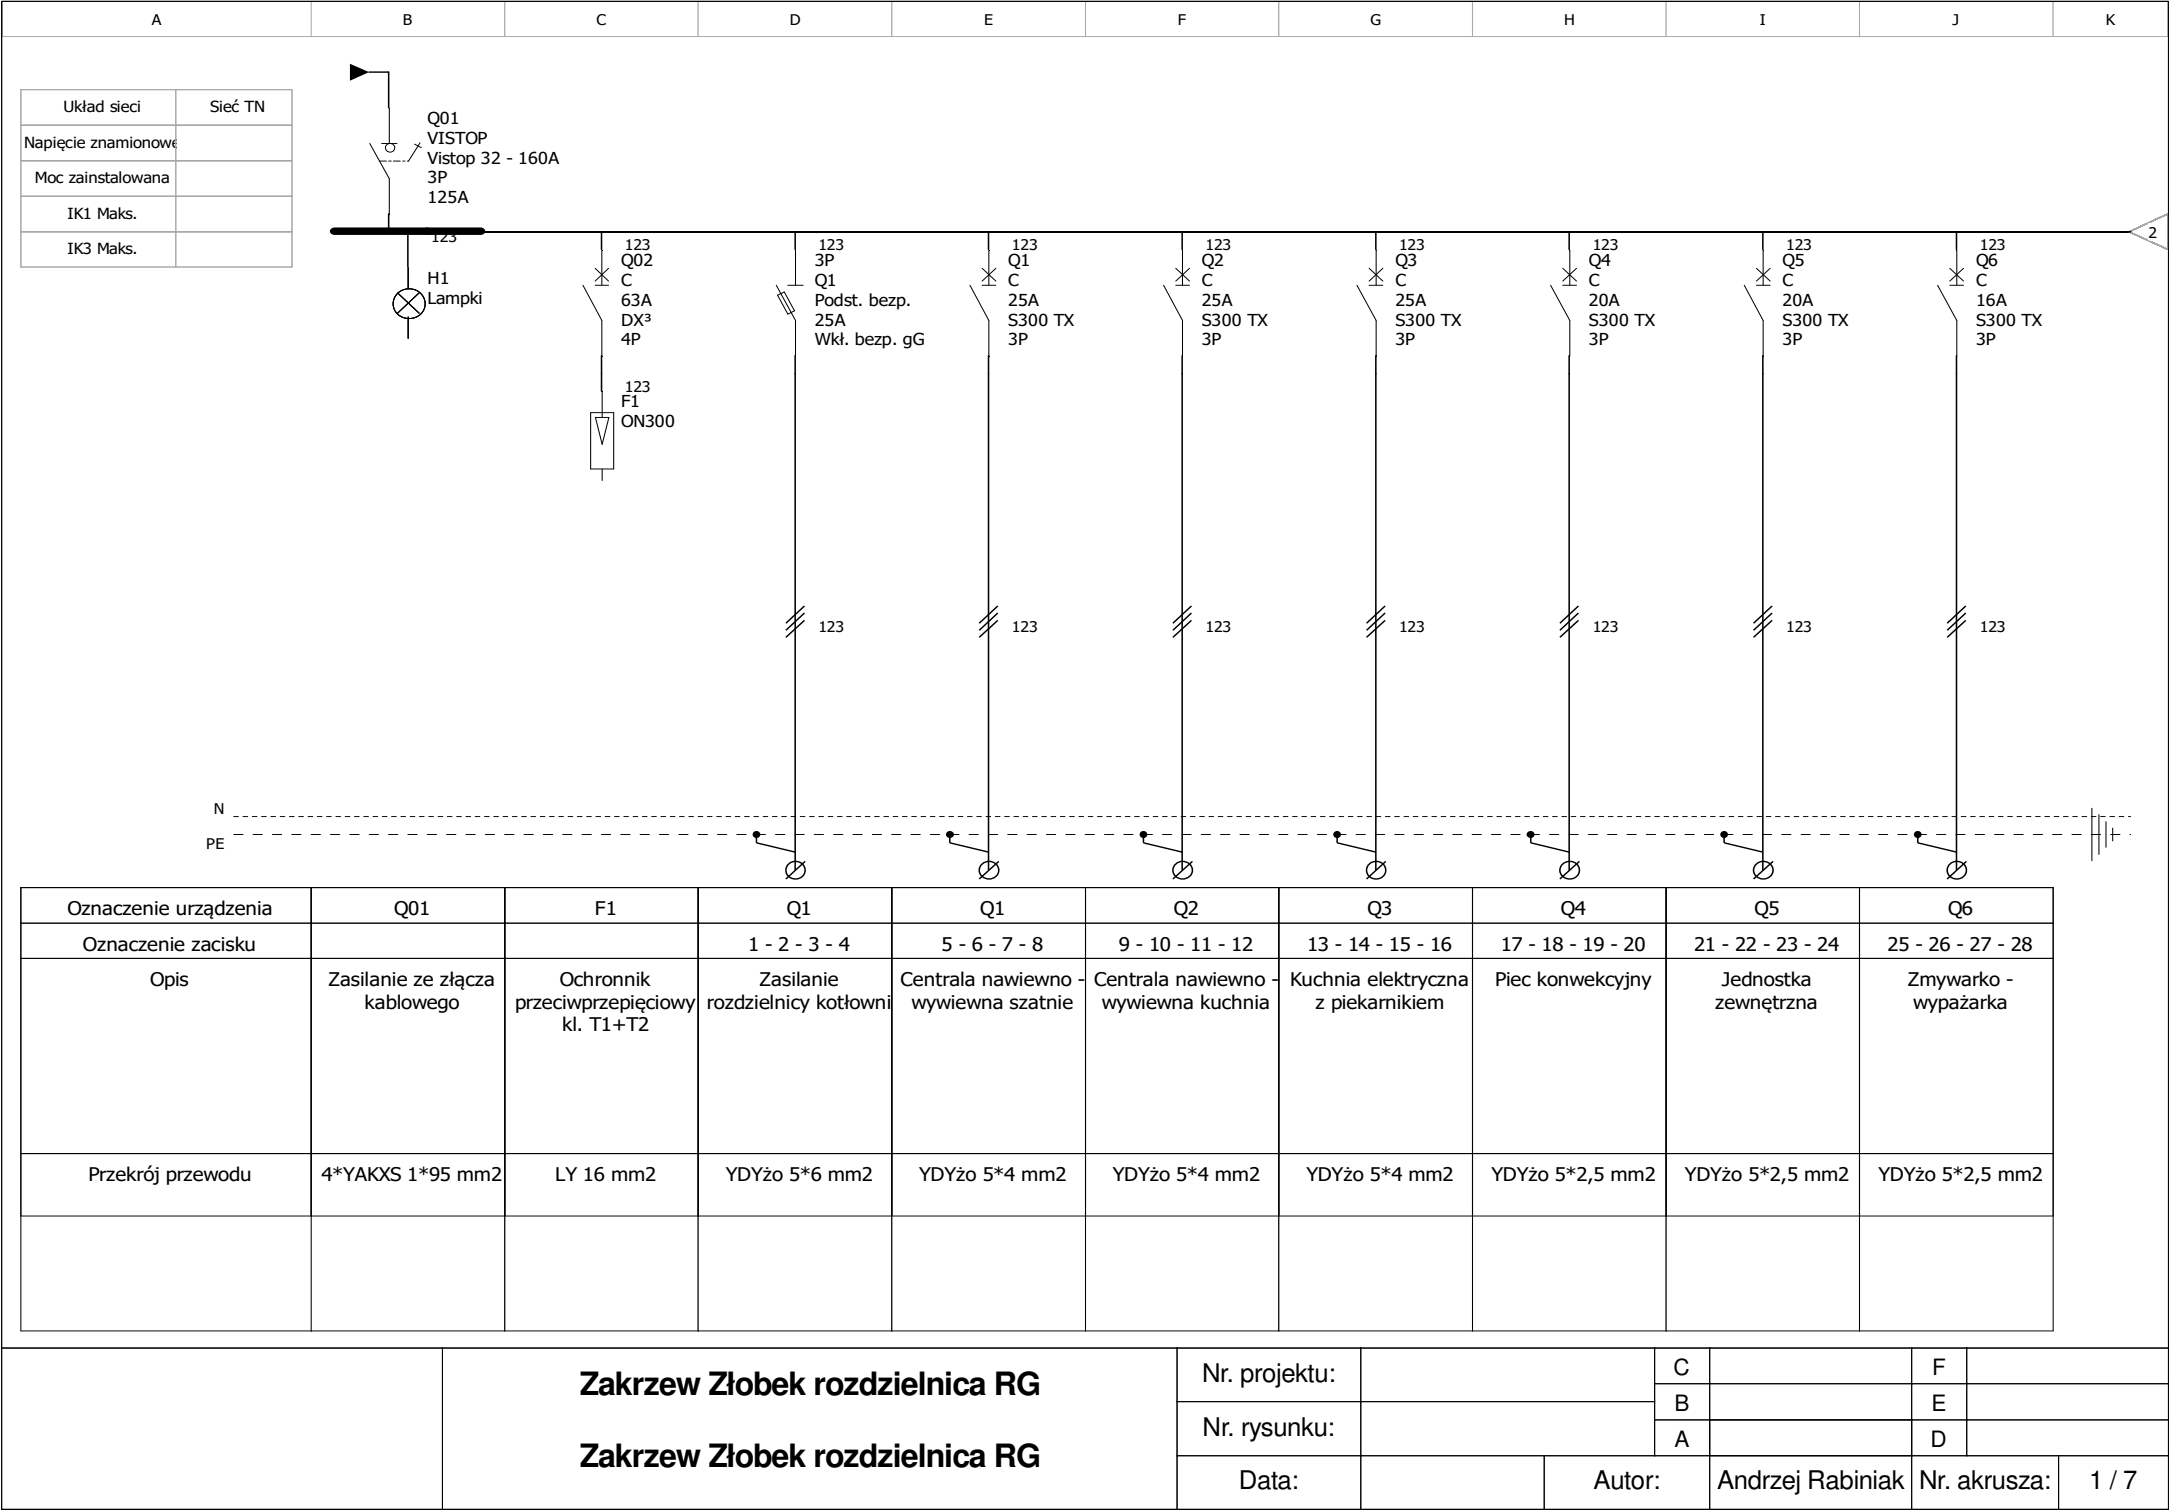 A B C D E F G H I J K
Układ sieci Sieć TN
Napięcie znamionowe
Moc zainstalowana
IK1 Maks.
IK3 Maks.
Q01
VISTOP
Vistop 32 - 160A
3P
125A
123
H1
Lampki
123
Q02
C
63A
DX³
4P
123
F1
ON300
123
3P
Q1
Podst. bezp.
25A
Wkł. bezp. gG
123
Q1
C
25A
S300 TX
3P
123
Q2
C
25A
S300 TX
3P
123
Q3
C
25A
S300 TX
3P
123
Q4
C
20A
S300 TX
3P
123
Q5
C
20A
S300 TX
3P
123
Q6
C
16A
S300 TX
3P
2
123 123 123 123 123 123 123
N
PE
Oznaczenie urządzenia Q01 F1 Q1 Q1 Q2 Q3 Q4 Q5 Q6
Oznaczenie zacisku 1 - 2 - 3 - 4 5 - 6 - 7 - 8 9 - 10 - 11 - 12 13 - 14 - 15 - 16 17 - 18 - 19 - 20 21 - 22 - 23 - 24 25 - 26 - 27 - 28
Opis
Zasilanie ze złącza
kablowego
Ochronnik
przeciwprzepięciowy
kl. T1+T2
Zasilanie
rozdzielnicy kotłowni
Centrala nawiewno -
wywiewna szatnie
Centrala nawiewno -
wywiewna kuchnia
Kuchnia elektryczna
z piekarnikiem
Piec konwekcyjny
Jednostka
zewnętrzna
Zmywarko -
wypażarka
Przekrój przewodu 4*YAKXS 1*95 mm2 LY 16 mm2 YDYżo 5*6 mm2 YDYżo 5*4 mm2 YDYżo 5*4 mm2 YDYżo 5*4 mm2 YDYżo 5*2,5 mm2 YDYżo 5*2,5 mm2 YDYżo 5*2,5 mm2
Zakrzew Złobek rozdzielnica RG
Zakrzew Złobek rozdzielnica RG
Nr. projektu:
Nr. rysunku:
Data:
C F
B E
A D
Autor: Andrzej Rabiniak Nr. akrusza: 1 / 7